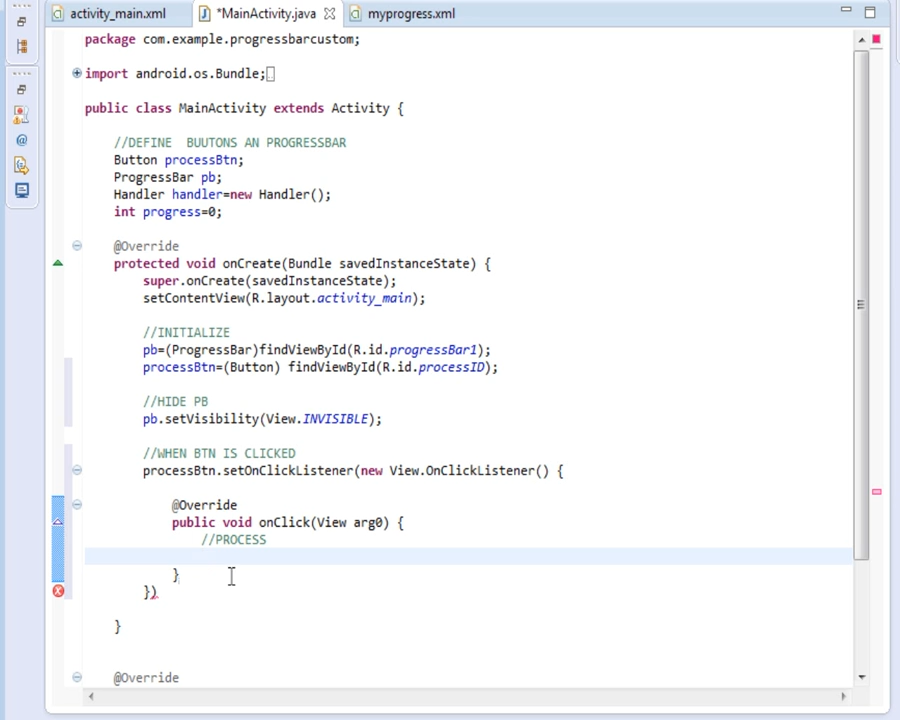 activity_main.xml
*MainActivity.java
myprogress.xml
package com.example.progressbarcustom;
import android.os.Bundle;
public class MainActivity extends Activity {
//DEFINE  BUUTONS AN PROGRESSBAR
Button processBtn;
ProgressBar pb;
Handler handler=new Handler();
int progress=0;
@Override
protected void onCreate(Bundle savedInstanceState) {
super.onCreate(savedInstanceState);
setContentView(R.layout.activity_main);
//INITIALIZE
pb=(ProgressBar)findViewById(R.id.progressBar1);
processBtn=(Button) findViewById(R.id.processID);
//HIDE PB
pb.setVisibility(View.INVISIBLE);
//WHEN BTN IS CLICKED
processBtn.setOnClickListener(new View.OnClickListener() {
@Override
public void onClick(View arg0) {
//PROCESS
}
})
}
@Override